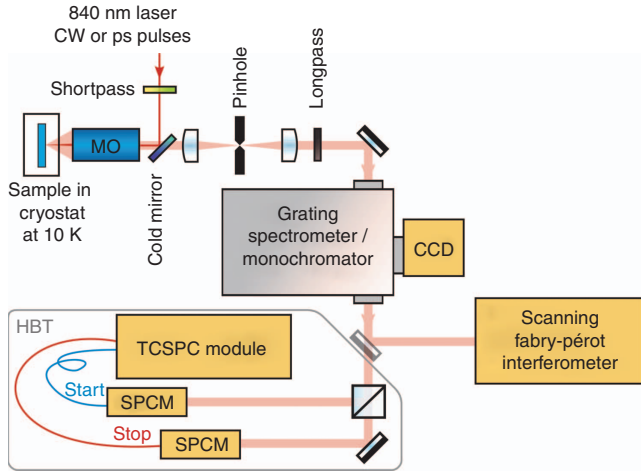 840 nm laser
CW or ps pulses
Shortpass
Pinhole
Longpass
MO
Cold mirror
Sample in
cryostat
at 10 K
Grating
spectrometer /
monochromator
CCD
HBT
TCSPC module
Scanning
fabry-pérot
interferometer
Start
SPCM
Stop
SPCM